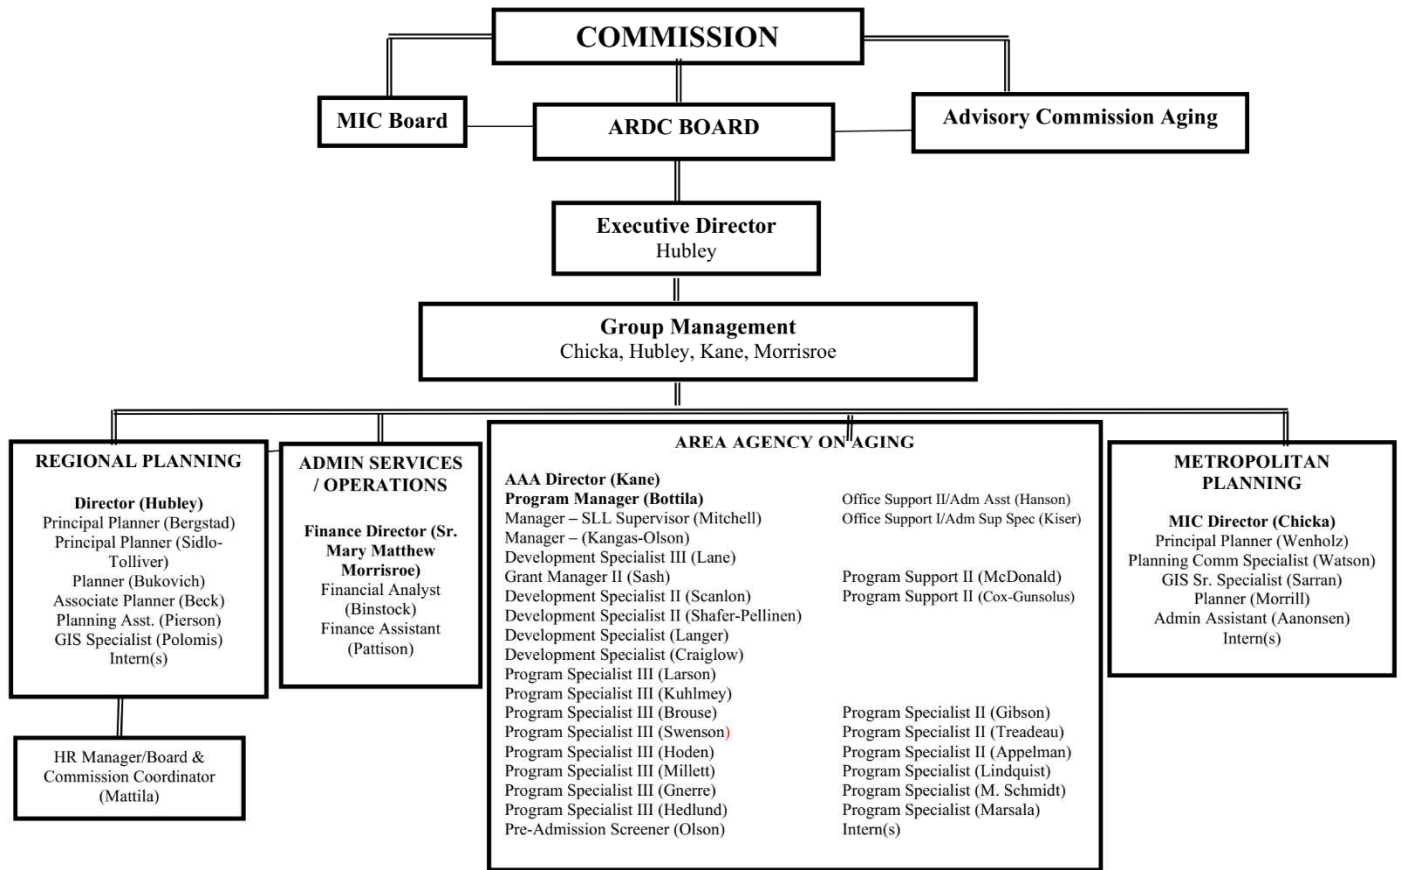 COMMISSION
MIC Board
ARDC BOARD
Advisory Commission Aging
Executive Director
Hubley
Group Management
Chicka, Hubley, Kane, Morrisroe
REGIONAL PLANNING
Director (Hubley)
Principal Planner (Bergstad)
Principal Planner (Sidlo-
Tolliver)
Planner (Bukovich)
Associate Planner (Beck)
Planning Asst. (Pierson)
GIS Specialist (Polomis)
Intern(s)
HR Manager/Board &
Commission Coordinator
(Mattila)
ADMIN SERVICES
/ OPERATIONS
Finance Director (Sr.
Mary Matthew
Morrisroe)
Financial Analyst
(Binstock)
Finance Assistant
(Pattison)
AREA AGENCY ON AGING
AAA Director (Kane)
Program Manager (Bottila)
Manager – SLL Supervisor (Mitchell)
Manager – (Kangas-Olson)
Development Specialist III (Lane)
Grant Manager II (Sash)
Development Specialist II (Scanlon)
Development Specialist II (Shafer-Pellinen)
Development Specialist (Langer)
Development Specialist (Craiglow)
Program Specialist III (Larson)
Program Specialist III (Kuhlmey)
Program Specialist III (Brouse)
Program Specialist III (Swenson)
Program Specialist III (Hoden)
Program Specialist III (Millett)
Program Specialist III (Gnerre)
Program Specialist III (Hedlund)
Pre-Admission Screener (Olson)
Office Support II/Adm Asst (Hanson)
Office Support I/Adm Sup Spec (Kiser)
Program Support II (McDonald)
Program Support II (Cox-Gunsolus)
Program Specialist II (Gibson)
Program Specialist II (Treadeau)
Program Specialist II (Appelman)
Program Specialist (Lindquist)
Program Specialist (M. Schmidt)
Program Specialist (Marsala)
Intern(s)
METROPOLITAN
PLANNING
MIC Director (Chicka)
Principal Planner (Wenholz)
Planning Comm Specialist (Watson)
GIS Sr. Specialist (Sarran)
Planner (Morrill)
Admin Assistant (Aanonsen)
Intern(s)